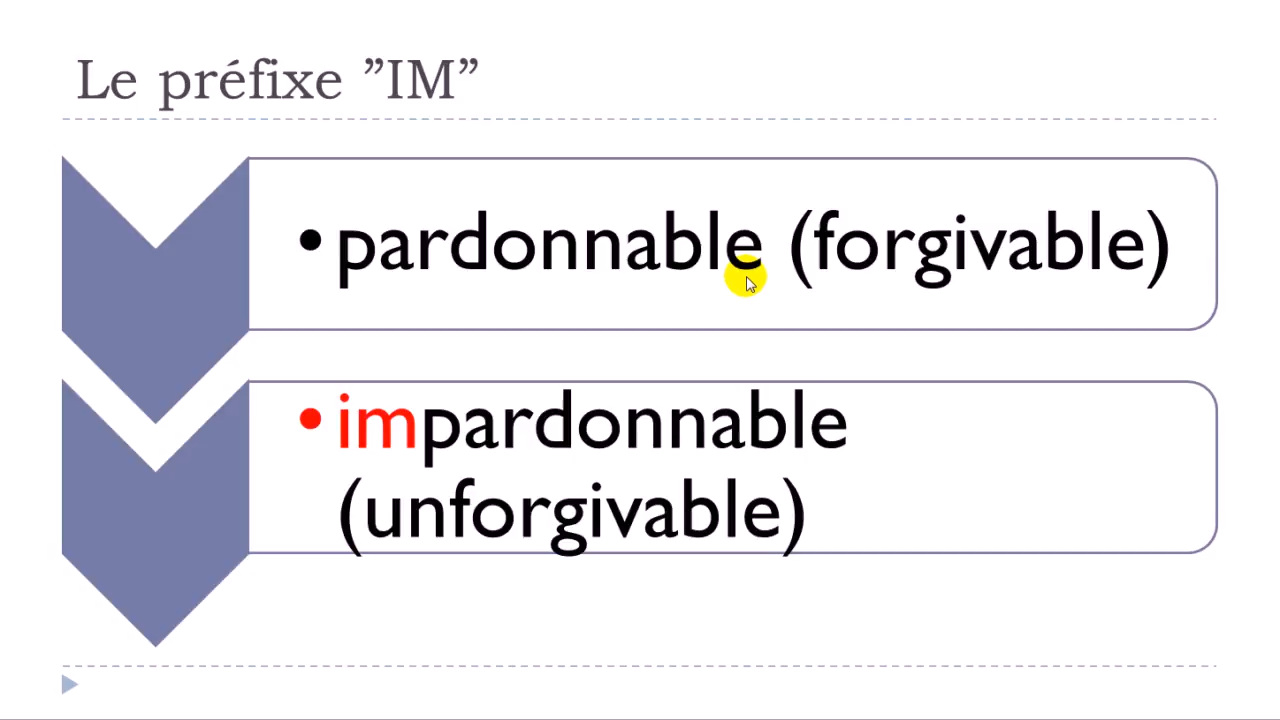 Le préfixe ”IM”
•pardonnable (forgivable)
•impardonnable
(unforgivable)